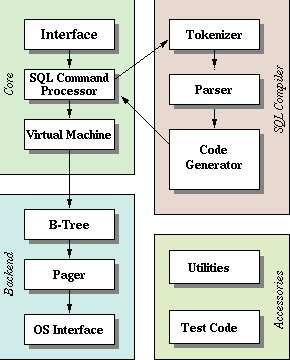 Core
Interface
SQL Command
Processor
Virtual Machine
SQL Compiler
Tokenizer
Parser
Code
Generator
Backend
B-Tree
Pager
OS Interface
Accessories
Utilities
Test Code